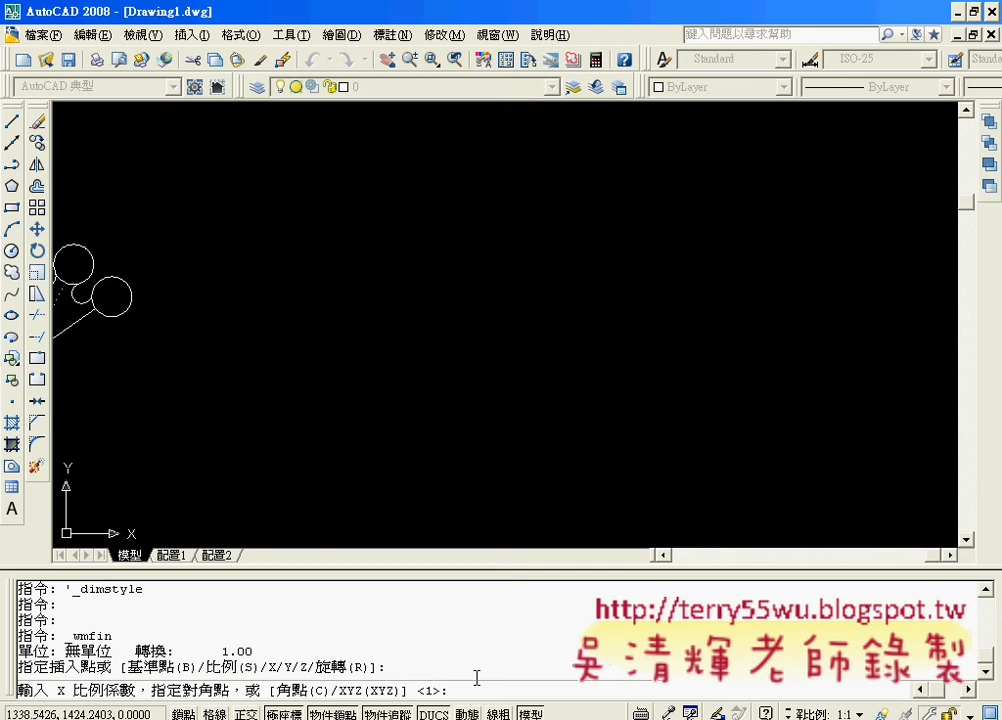 AutoCAD 2008 - [Drawing1.dwg]
檔案(F) 編輯(E) 檢視(V) 插入(I) 格式(O) 工具(T) 繪圖(D) 標註(N) 修改(M) 視窗(W) 說明(H) 鍵入問題以尋求幫助
Standard ISO-25 Standa
AutoCAD 典型 0 ByLayer ByLayer
Y
X
模型 配置1 配置2
指令: '_dimstyle
指令:
指令:
指令: _wmfin
單位: 無單位 轉換: 1.00
指定插入點或 [基準點(B)/比例(S)/X/Y/Z/旋轉(R)]:
輸入 X 比例係數，指定對角點，或 [角點(C)/XYZ(XYZ)] <1>:
http://terry55wu.blogspot.tw
吳清輝老師錄製
1338.5426, 1424.2403, 0.0000 鎖點 格線 正交 極座標 物件鎖點 物件追蹤 DUCS 動態 線粗 模型 註解比例: 1:1